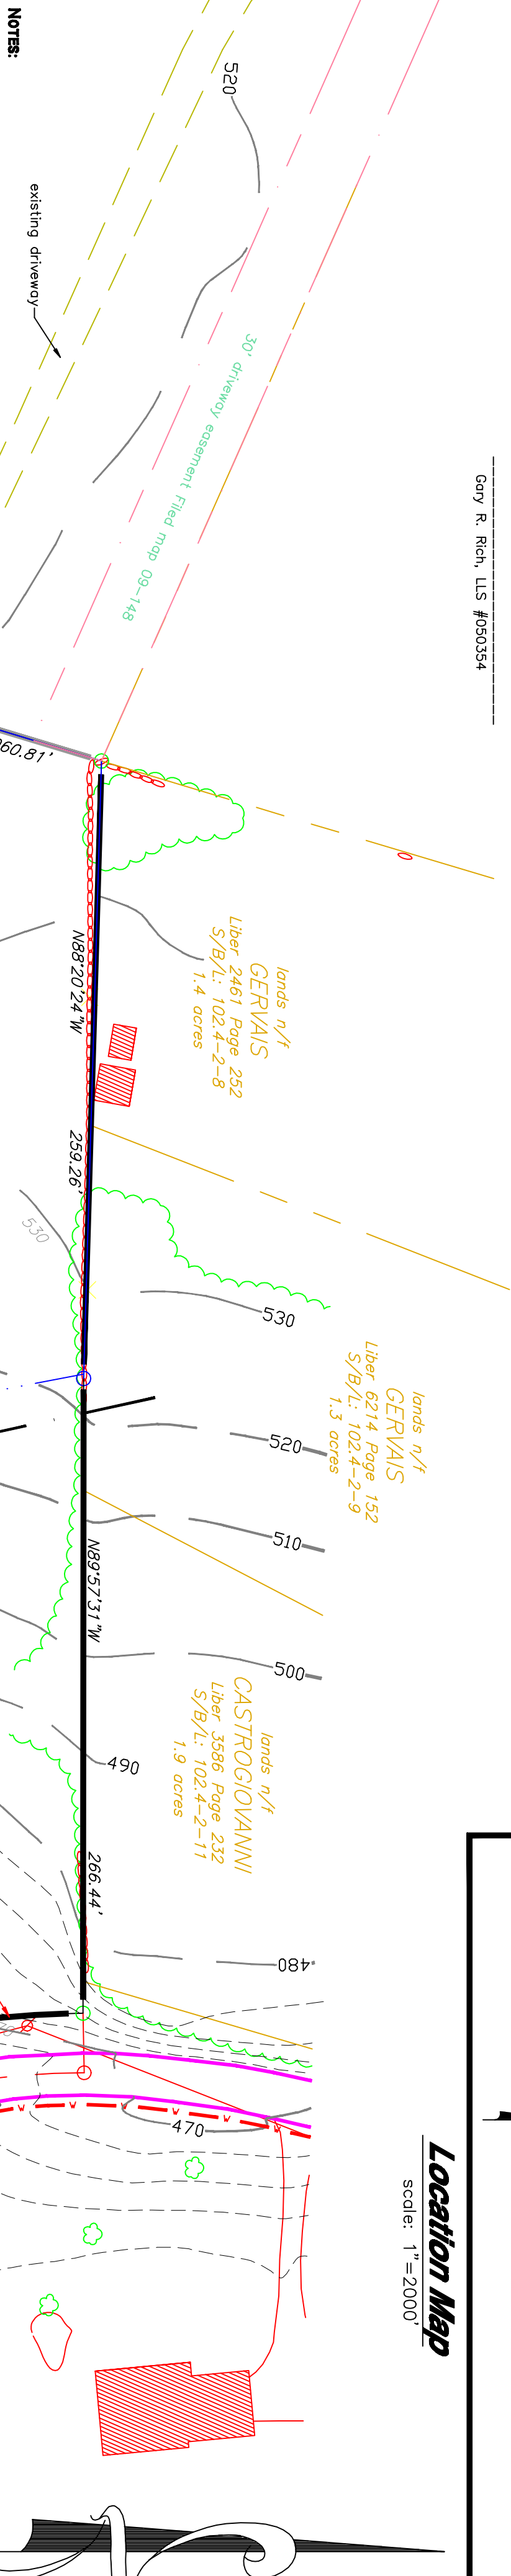 NOTES:
520
existing driveway
30' driveway easement Filed map 09-148
Gary R. Rich, LLS #050354
60.81'
N88°20'24"W
259.26'
lands n/f
GERVAIS
Liber 2461 Page 252
S/B/L: 102.4-2-8
1.4 acres
530
530
lands n/f
GERVAIS
Liber 6214 Page 152
S/B/L: 102.4-2-9
1.3 acres
520
510
N89°57'31"W
266.44'
500
490
lands n/f
CASTROGIOVANNI
Liber 3586 Page 232
S/B/L: 102.4-2-11
1.9 acres
480
470
W
W
W
W
W
Location Map
scale: 1"=2000'